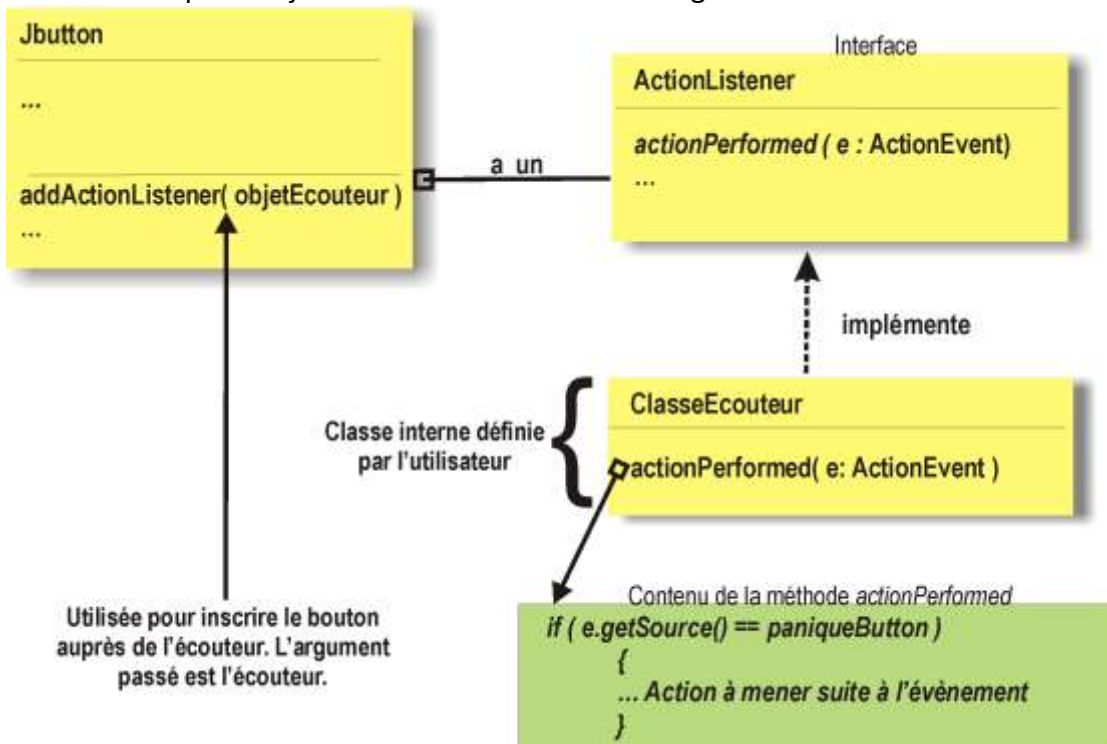 Jbutton
...
addActionListener( objetEcouteur )
...
a un
Interface
ActionListener
actionPerformed ( e : ActionEvent)
...
implémente
Classe interne définie
par l'utilisateur
ClasseEcouteur
actionPerformed( e: ActionEvent )
Utilisée pour inscrire le bouton
auprès de l'écouteur. L'argument
passé est l'écouteur.
Contenu de la méthode actionPerformed
if ( e.getSource() == paniqueButton )
{
... Action à mener suite à l'évènement
}